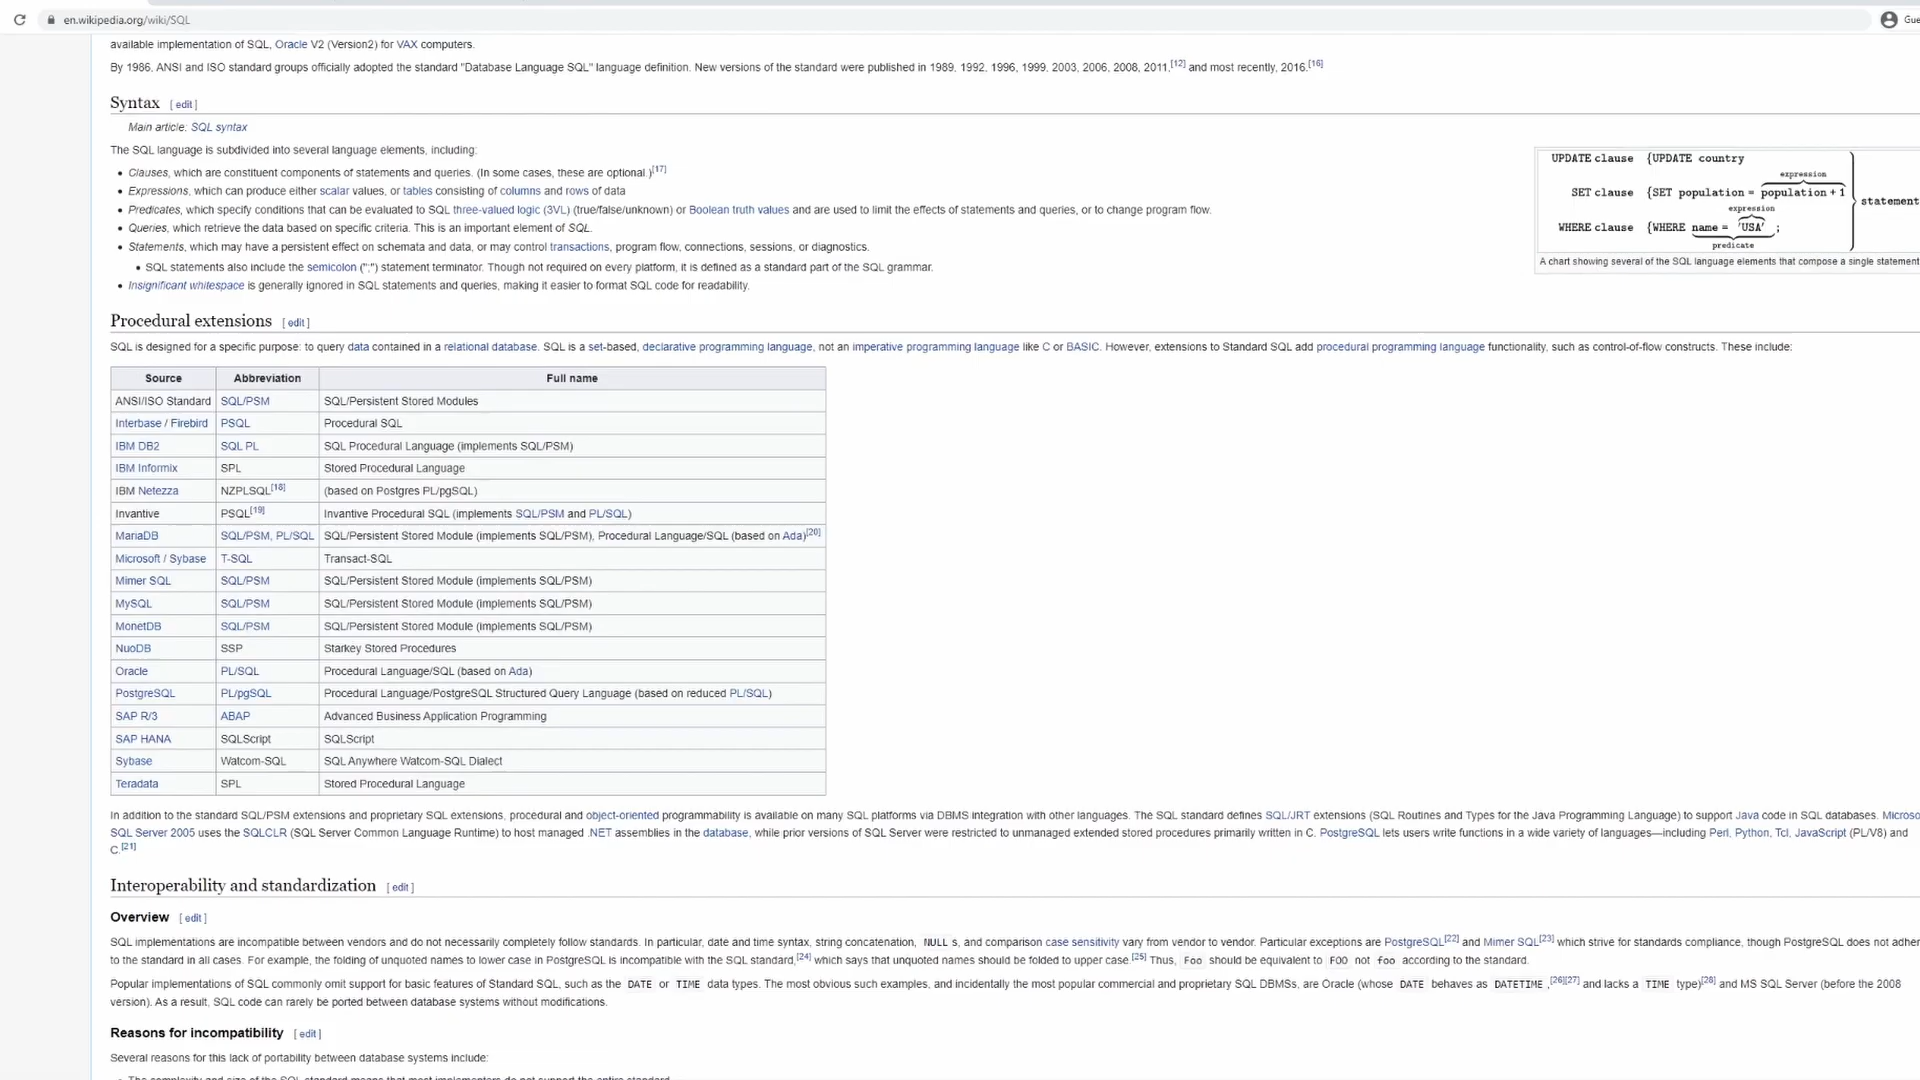 en.wikipedia.org/wiki/SQL
available implementation of SQL, Oracle V2 (Version2) for VAX computers.
By 1986, ANSI and ISO standard groups officially adopted the standard "Database Language SQL" language definition. New versions of the standard were published in 1989, 1992, 1996, 1999, 2003, 2006, 2008, 2011,[12] and most recently, 2016.[16]
Syntax [ edit ]
Main article: SQL syntax
The SQL language is subdivided into several language elements, including:
• Clauses, which are constituent components of statements and queries. (In some cases, these are optional.)[17]
• Expressions, which can produce either scalar values, or tables consisting of columns and rows of data
• Predicates, which specify conditions that can be evaluated to SQL three-valued logic (3VL) (true/false/unknown) or Boolean truth values and are used to limit the effects of statements and queries, or to change program flow.
• Queries, which retrieve the data based on specific criteria. This is an important element of SQL.
• Statements, which may have a persistent effect on schemata and data, or may control transactions, program flow, connections, sessions, or diagnostics.
• SQL statements also include the semicolon (";") statement terminator. Though not required on every platform, it is defined as a standard part of the SQL grammar.
• Insignificant whitespace is generally ignored in SQL statements and queries, making it easier to format SQL code for readability.
UPDATE clause {UPDATE country
expression
SET clause {SET population = population + 1
statement
expression
WHERE clause {WHERE name = 'USA' ;
predicate
A chart showing several of the SQL language elements that compose a single statement
Procedural extensions [ edit ]
SQL is designed for a specific purpose: to query data contained in a relational database. SQL is a set-based, declarative programming language, not an imperative programming language like C or BASIC. However, extensions to Standard SQL add procedural programming language functionality, such as control-of-flow constructs. These include:
Source Abbreviation Full name
ANSI/ISO Standard SQL/PSM SQL/Persistent Stored Modules
Interbase / Firebird PSQL Procedural SQL
IBM DB2 SQL PL SQL Procedural Language (implements SQL/PSM)
IBM Informix SPL Stored Procedural Language
IBM Netezza NZPLSQL[18] (based on Postgres PL/pgSQL)
Invantive PSQL[19] Invantive Procedural SQL (implements SQL/PSM and PL/SQL)
MariaDB SQL/PSM, PL/SQL SQL/Persistent Stored Module (implements SQL/PSM), Procedural Language/SQL (based on Ada)[20]
Microsoft / Sybase T-SQL Transact-SQL
Mimer SQL SQL/PSM SQL/Persistent Stored Module (implements SQL/PSM)
MySQL SQL/PSM SQL/Persistent Stored Module (implements SQL/PSM)
MonetDB SQL/PSM SQL/Persistent Stored Module (implements SQL/PSM)
NuoDB SSP Starkey Stored Procedures
Oracle PL/SQL Procedural Language/SQL (based on Ada)
PostgreSQL PL/pgSQL Procedural Language/PostgreSQL Structured Query Language (based on reduced PL/SQL)
SAP R/3 ABAP Advanced Business Application Programming
SAP HANA SQLScript SQLScript
Sybase Watcom-SQL SQL Anywhere Watcom-SQL Dialect
Teradata SPL Stored Procedural Language
In addition to the standard SQL/PSM extensions and proprietary SQL extensions, procedural and object-oriented programmability is available on many SQL platforms via DBMS integration with other languages. The SQL standard defines SQL/JRT extensions (SQL Routines and Types for the Java Programming Language) to support Java code in SQL databases. Microso
SQL Server 2005 uses the SQLCLR (SQL Server Common Language Runtime) to host managed .NET assemblies in the database, while prior versions of SQL Server were restricted to unmanaged extended stored procedures primarily written in C. PostgreSQL lets users write functions in a wide variety of languages—including Perl, Python, Tcl, JavaScript (PL/V8) and
C.[21]
Interoperability and standardization [ edit ]
Overview [ edit ]
SQL implementations are incompatible between vendors and do not necessarily completely follow standards. In particular, date and time syntax, string concatenation, NULL s, and comparison case sensitivity vary from vendor to vendor. Particular exceptions are PostgreSQL[22] and Mimer SQL[23] which strive for standards compliance, though PostgreSQL does not adher
to the standard in all cases. For example, the folding of unquoted names to lower case in PostgreSQL is incompatible with the SQL standard,[24] which says that unquoted names should be folded to upper case.[25] Thus, Foo should be equivalent to FOO not foo according to the standard.
Popular implementations of SQL commonly omit support for basic features of Standard SQL, such as the DATE or TIME data types. The most obvious such examples, and incidentally the most popular commercial and proprietary SQL DBMSs, are Oracle (whose DATE behaves as DATETIME ,[26][27] and lacks a TIME type)[28] and MS SQL Server (before the 2008
version). As a result, SQL code can rarely be ported between database systems without modifications.
Reasons for incompatibility [ edit ]
Several reasons for this lack of portability between database systems include:
• The complexity and size of the SQL standard means that most implementers do not support the entire standard.